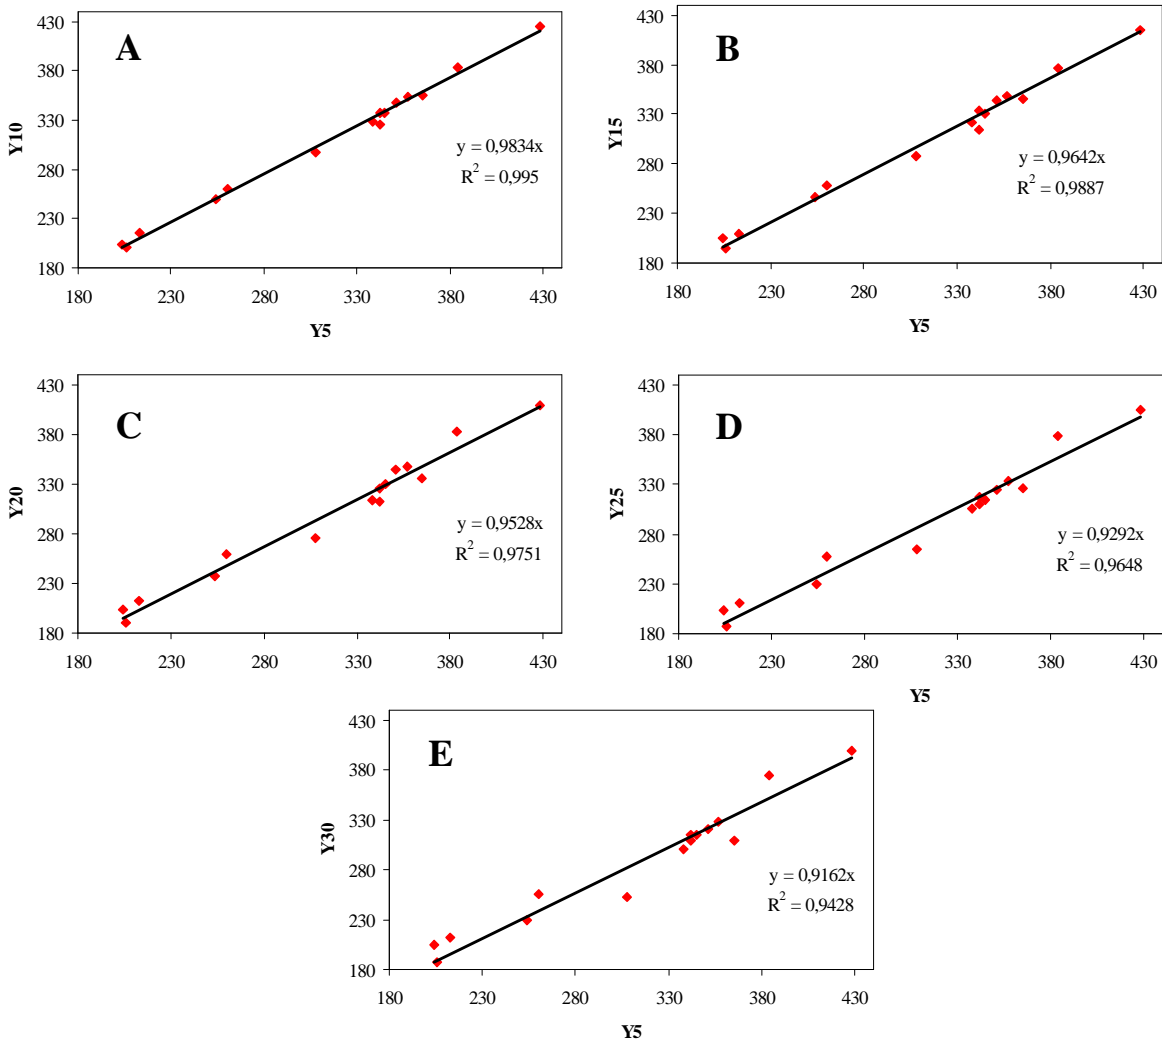 A
Y10
430
380
330
280
230
180
y = 0,9834x
R² = 0,995
180 230 280 330 380 430
Y5
B
Y15
430
380
330
280
230
180
y = 0,9642x
R² = 0,9887
180 230 280 330 380 430
Y5
C
Y20
430
380
330
280
230
180
y = 0,9528x
R² = 0,9751
180 230 280 330 380 430
D
Y25
430
380
330
280
230
180
y = 0,9292x
R² = 0,9648
180 230 280 330 380 430
Y5
E
Y30
430
380
330
280
230
180
y = 0,9162x
R² = 0,9428
180 230 280 330 380 430
Y5